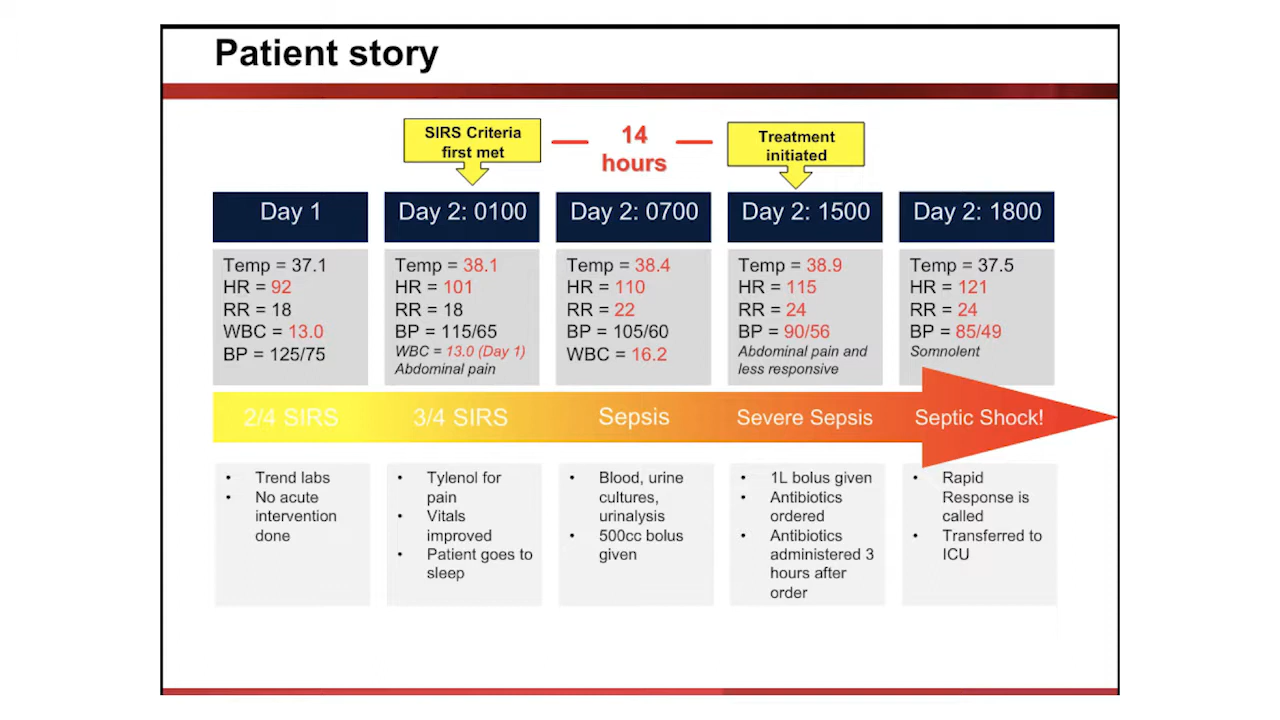 Patient story
SIRS Criteria
first met
14
hours
Treatment
initiated
Day 1
Day 2: 0100
Day 2: 0700
Day 2: 1500
Day 2: 1800
Temp = 37.1
HR = 92
RR = 18
WBC = 13.0
BP = 125/75
Temp = 38.1
HR = 101
RR = 18
BP = 115/65
WBC = 13.0 (Day 1)
Abdominal pain
Temp = 38.4
HR = 110
RR = 22
BP = 105/60
WBC = 16.2
Temp = 38.9
HR = 115
RR = 24
BP = 90/56
Abdominal pain and
less responsive
Temp = 37.5
HR = 121
RR = 24
BP = 85/49
Somnolent
2/4 SIRS
3/4 SIRS
Sepsis
Severe Sepsis
Septic Shock!
• Trend labs
• No acute
intervention
done
• Tylenol for
pain
• Vitals
improved
• Patient goes to
sleep
• Blood, urine
cultures,
urinalysis
• 500cc bolus
given
• 1L bolus given
• Antibiotics
ordered
• Antibiotics
administered 3
hours after
order
• Rapid
Response is
called
• Transferred to
ICU